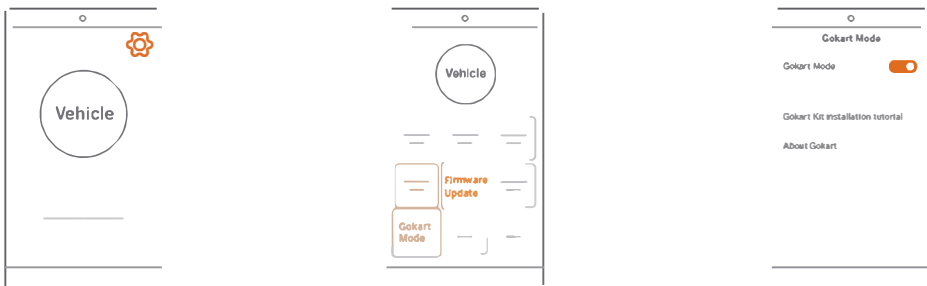 Vehicle
Vehicle
Firmware
Update
Gokart
Mode
Gokart Mode
Gokart Mode
Gokart Kit installation tutorial
About Gokart